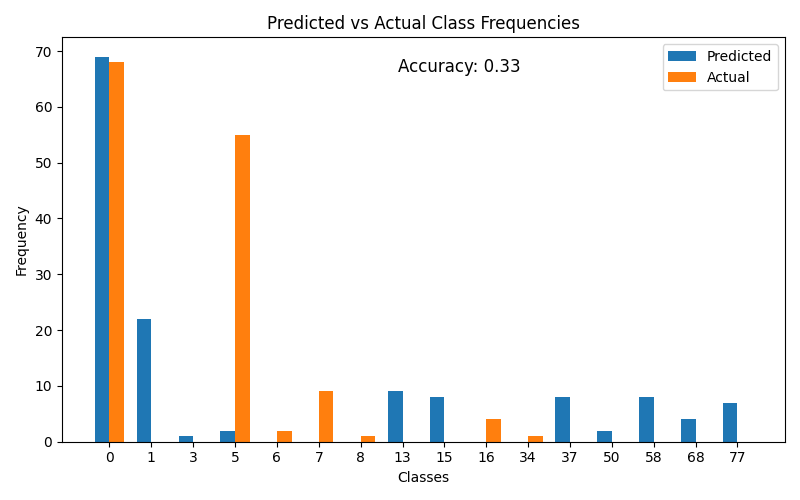 Predicted vs Actual Class Frequencies
Accuracy: 0.33
Predicted
Actual
Frequency
70
60
50
40
30
20
10
0
0 1 3 5 6 7 8 13 15 16 34 37 50 58 68 77
Classes